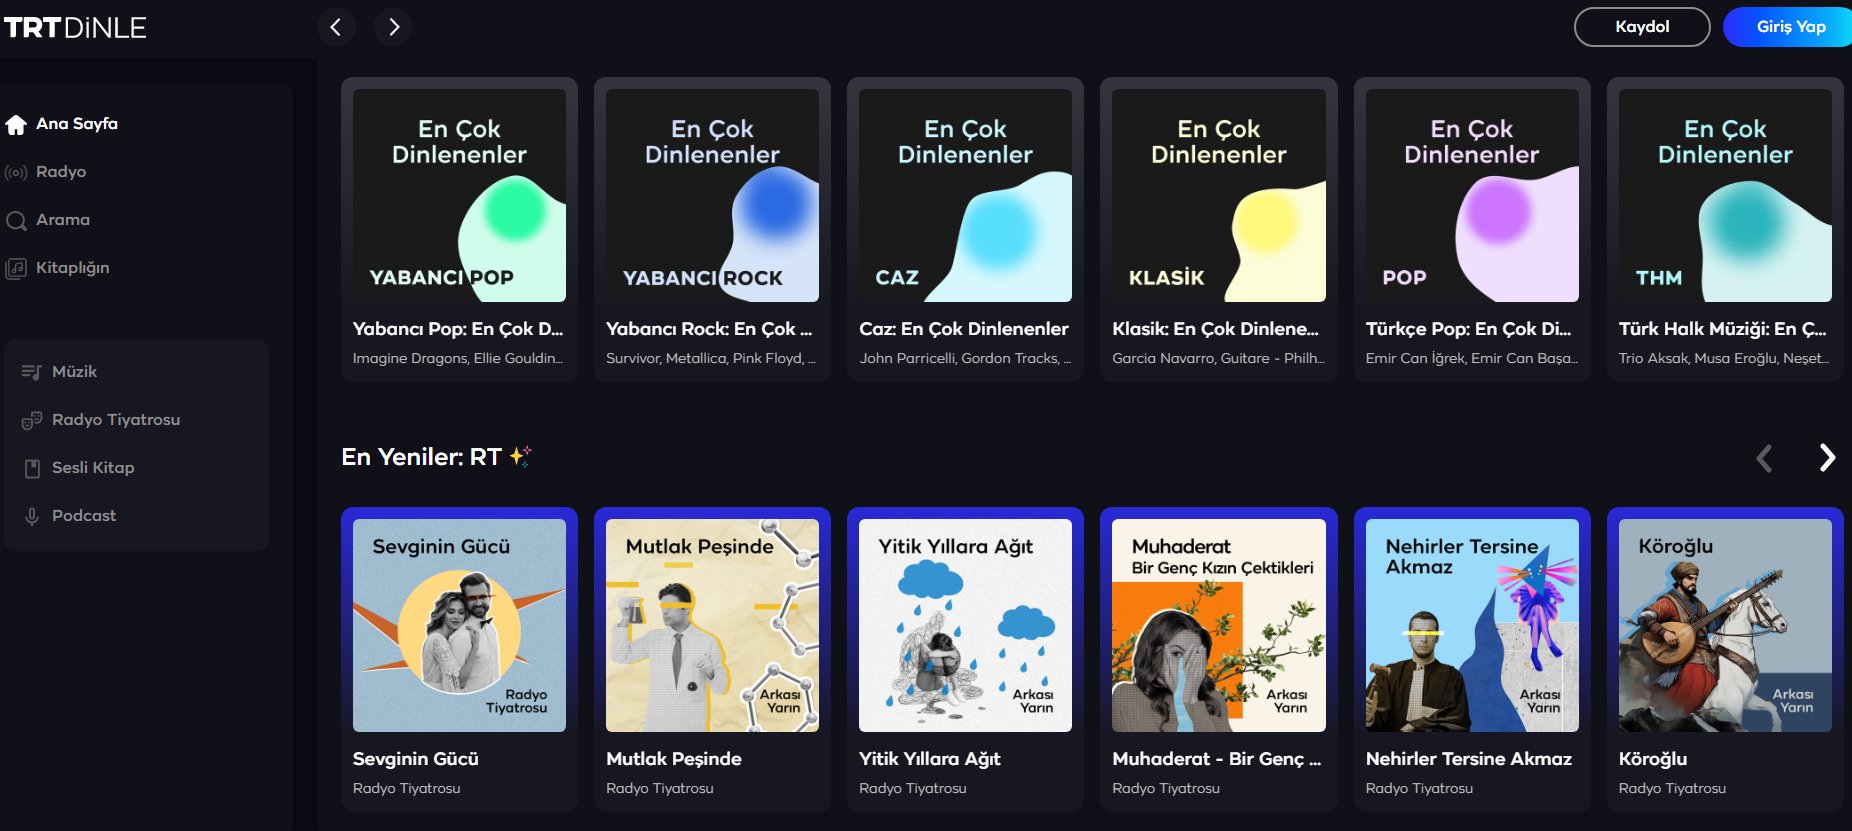 TRT DiNLE
Kaydol
Giriş Yap
Ana Sayfa
Radyo
Arama
Kitaplığın
Müzik
Radyo Tiyatrosu
Sesli Kitap
Podcast
En Çok
Dinlenenler
YABANCI POP
Yabancı Pop: En Çok D...
Imagine Dragons, Ellie Gouldin...
En Çok
Dinlenenler
YABANCI ROCK
Yabancı Rock: En Çok ...
Survivor, Metallica, Pink Floyd, ...
En Çok
Dinlenenler
CAZ
Caz: En Çok Dinlenenler
John Parricelli, Gordon Tracks, ...
En Çok
Dinlenenler
KLASİK
Klasik: En Çok Dinlene...
Garcia Navarro, Guitare - Philh...
En Çok
Dinlenenler
POP
Türkçe Pop: En Çok Di...
Emir Can İğrek, Emir Can Başa...
En Çok
Dinlenenler
THM
Türk Halk Müziği: En Ç...
Trio Aksak, Musa Eroğlu, Neşet...
En Yeniler: RT
Sevginin Gücü
Radyo
Tiyatrosu
Sevginin Gücü
Radyo Tiyatrosu
Mutlak Peşinde
Arkası
Yarın
Mutlak Peşinde
Radyo Tiyatrosu
Yitik Yıllara Ağıt
Arkası
Yarın
Yitik Yıllara Ağıt
Radyo Tiyatrosu
Muhaderat
Bir Genç Kızın Çektikleri
Arkası
Yarın
Muhaderat - Bir Genç ...
Radyo Tiyatrosu
Nehirler Tersine
Akmaz
Arkası
Yarın
Nehirler Tersine Akmaz
Radyo Tiyatrosu
Köroğlu
Arkası
Yarın
Köroğlu
Radyo Tiyatrosu